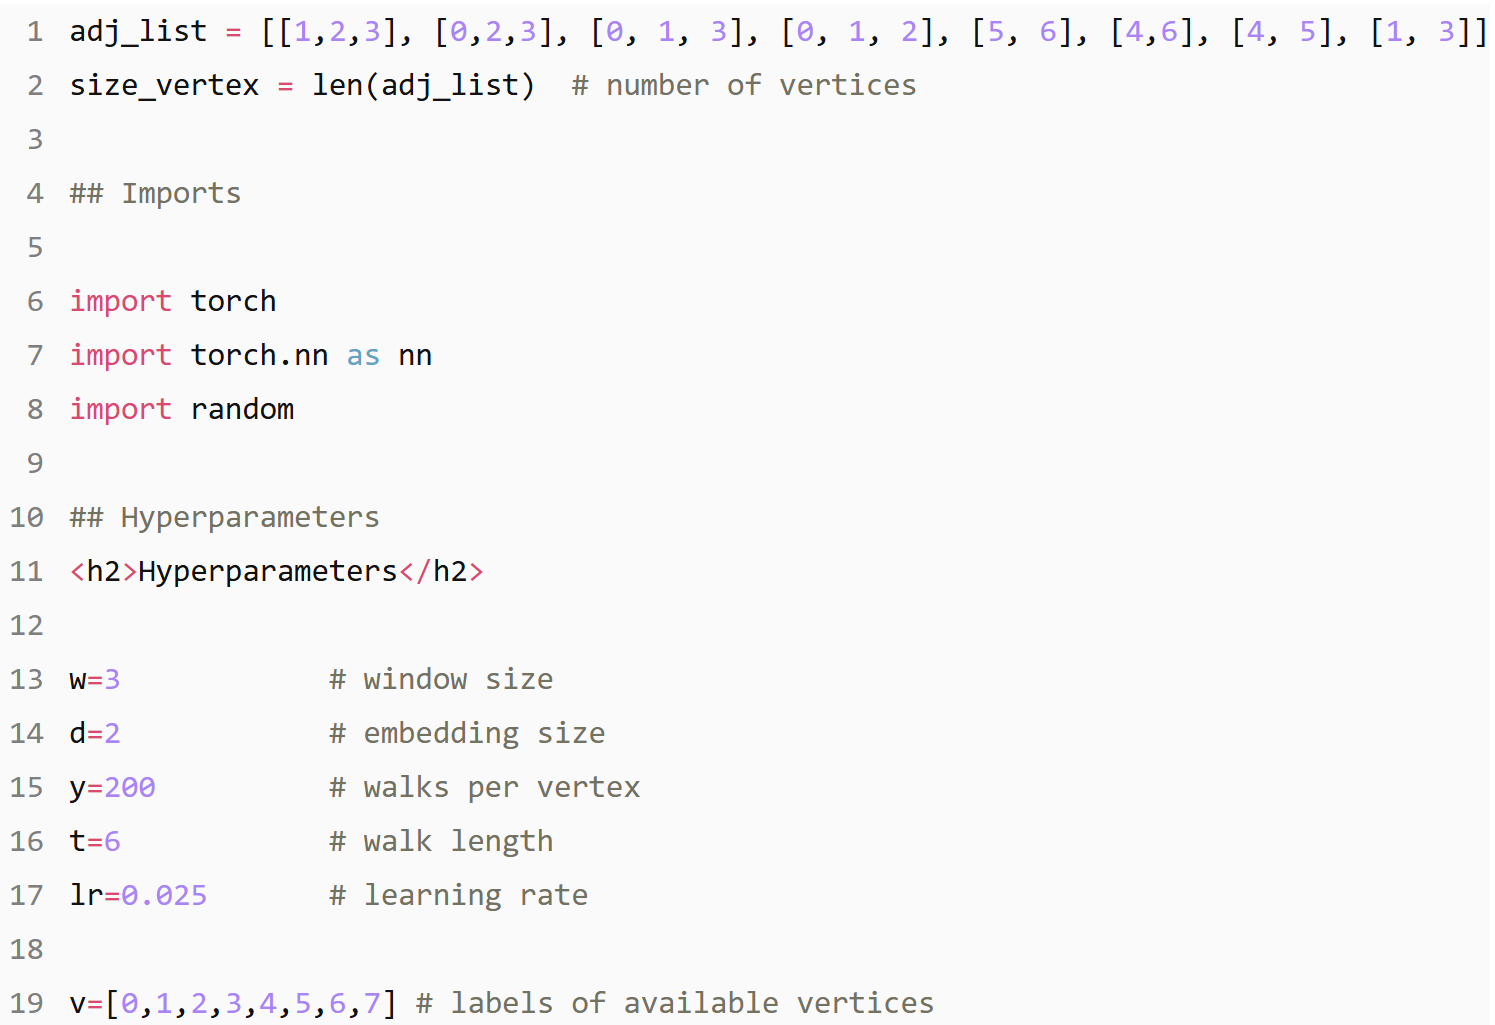 1 adj_list = [[1,2,3], [0,2,3], [0, 1, 3], [0, 1, 2], [5, 6], [4,6], [4, 5], [1, 3]]
2 size_vertex = len(adj_list)  # number of vertices
3
4 ## Imports
5
6 import torch
7 import torch.nn as nn
8 import random
9
10 ## Hyperparameters
11 <h2>Hyperparameters</h2>
12
13 w=3            # window size
14 d=2            # embedding size
15 y=200          # walks per vertex
16 t=6            # walk length
17 lr=0.025       # learning rate
18
19 v=[0,1,2,3,4,5,6,7] # labels of available vertices